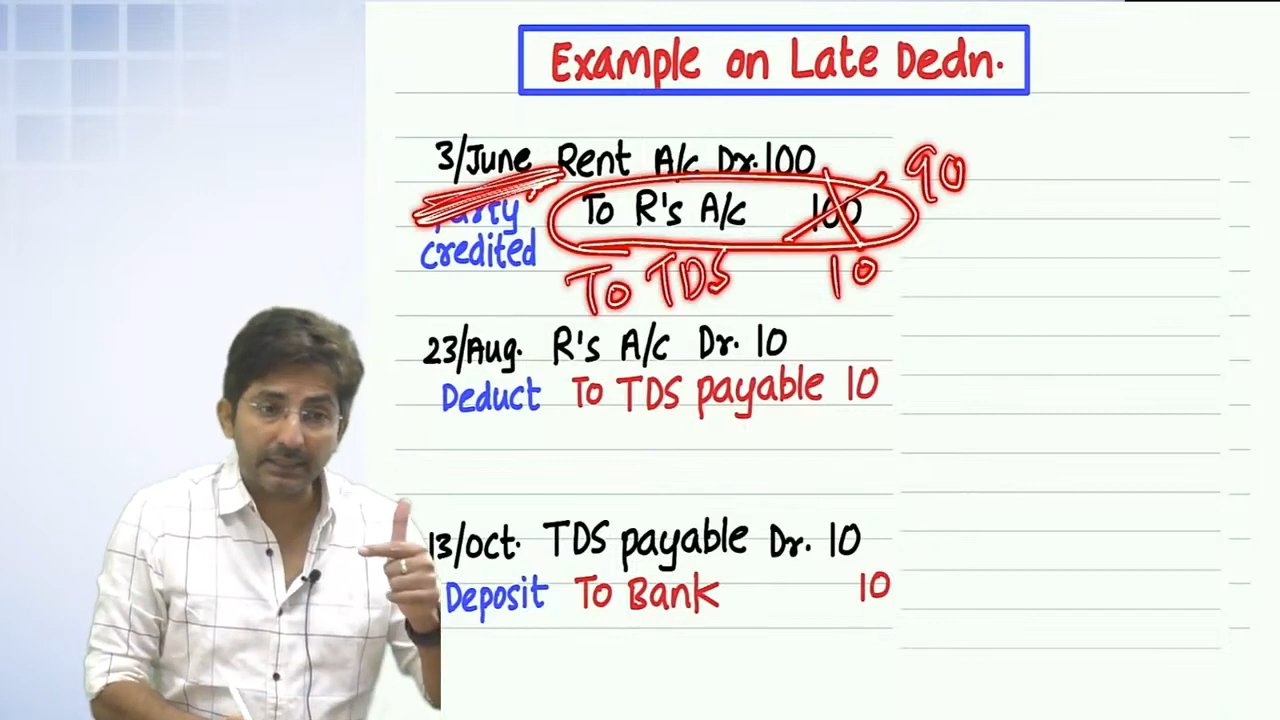 Example on Late Dedn.
3/June Rent A/c Dr. 100
party To R's A/c 100 90
credited To TDS 10
23/Aug. R's A/c Dr. 10
Deduct To TDS payable 10
13/Oct. TDS payable Dr. 10
Deposit To Bank 10